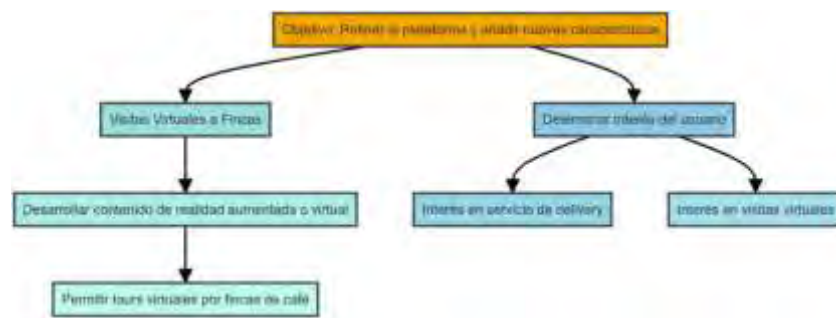 Objetivo: Refinar la plataforma y añadir nuevas características
Visitas Virtuales a Fincas
Determinar interés del usuario
Desarrollar contenido de realidad aumentada o virtual
Interés en servicio de delivery
Interés en visitas virtuales
Permitir tours virtuales por fincas de café